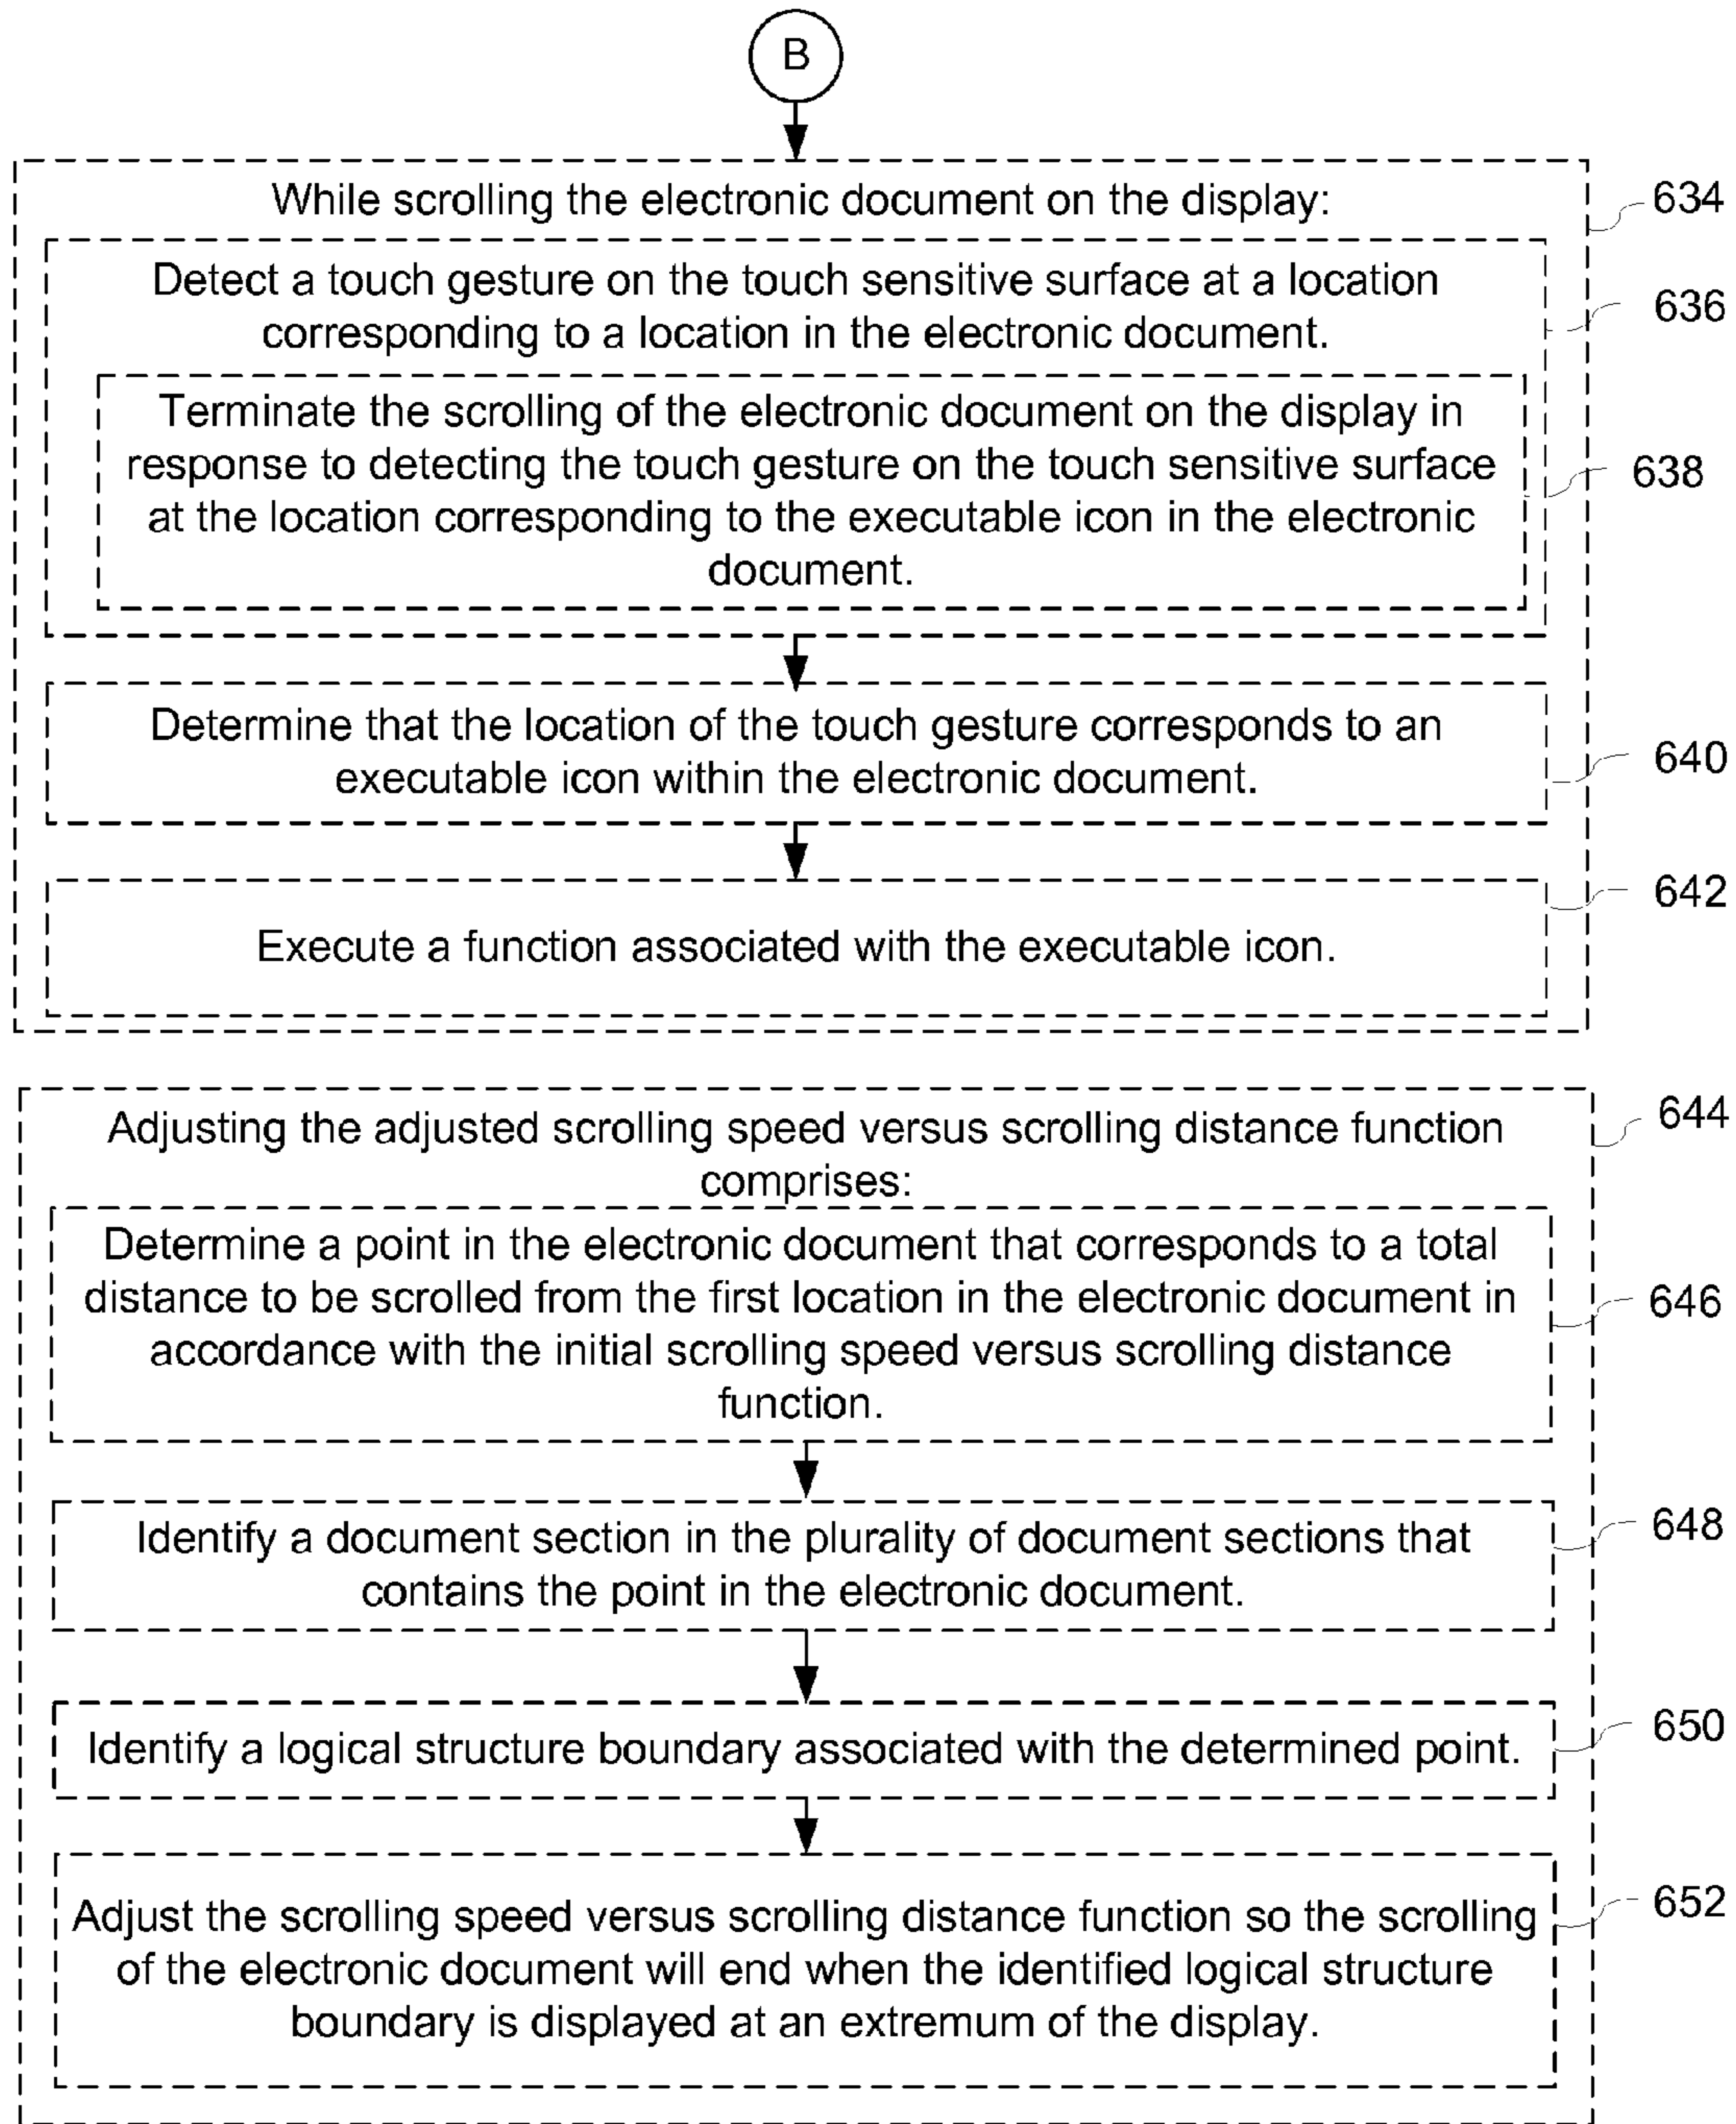 B
While scrolling the electronic document on the display:
634
Detect a touch gesture on the touch sensitive surface at a location
corresponding to a location in the electronic document.
636
Terminate the scrolling of the electronic document on the display in
response to detecting the touch gesture on the touch sensitive surface
at the location corresponding to the executable icon in the electronic
document.
638
Determine that the location of the touch gesture corresponds to an
executable icon within the electronic document.
640
Execute a function associated with the executable icon.
642
Adjusting the adjusted scrolling speed versus scrolling distance function
comprises:
644
Determine a point in the electronic document that corresponds to a total
distance to be scrolled from the first location in the electronic document in
accordance with the initial scrolling speed versus scrolling distance
function.
646
Identify a document section in the plurality of document sections that
contains the point in the electronic document.
648
Identify a logical structure boundary associated with the determined point.
650
Adjust the scrolling speed versus scrolling distance function so the scrolling
of the electronic document will end when the identified logical structure
boundary is displayed at an extremum of the display.
652